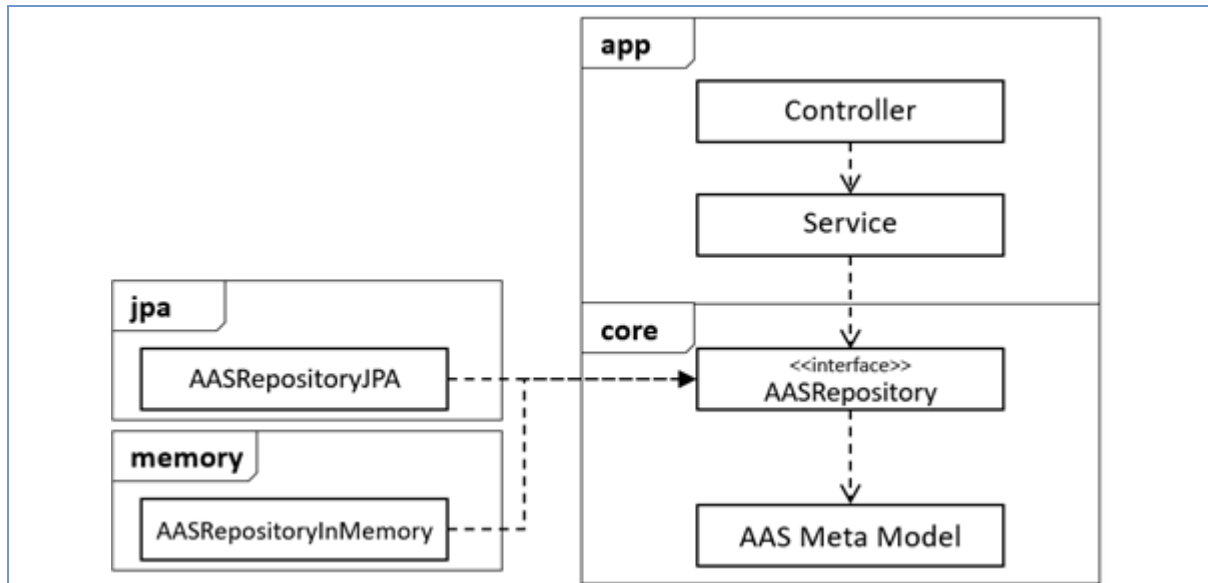 app
Controller
Service
jpa
AASRepositoryJPA
core
<<interface>>
AASRepository
memory
AASRepositoryInMemory
AAS Meta Model